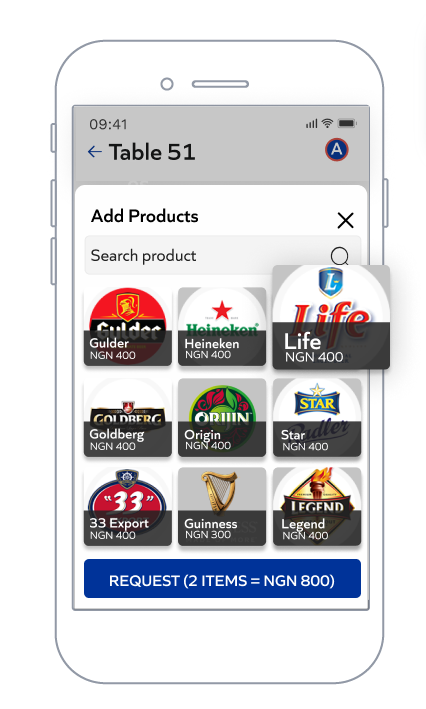 09:41
← Table 51
A
Add Products
Search product
Gulder
Gulder
NGN 400
Heineken
Heineken
NGN 400
L
Life
Life
NGN 400
GOLDBERG
Goldberg
NGN 400
ORIJIN
Origin
NGN 400
STAR
Radler
Star
NGN 400
"33"
33 Export
NGN 400
Guinness
NGN 300
LEGEND
Legend
NGN 400
REQUEST (2 ITEMS = NGN 800)